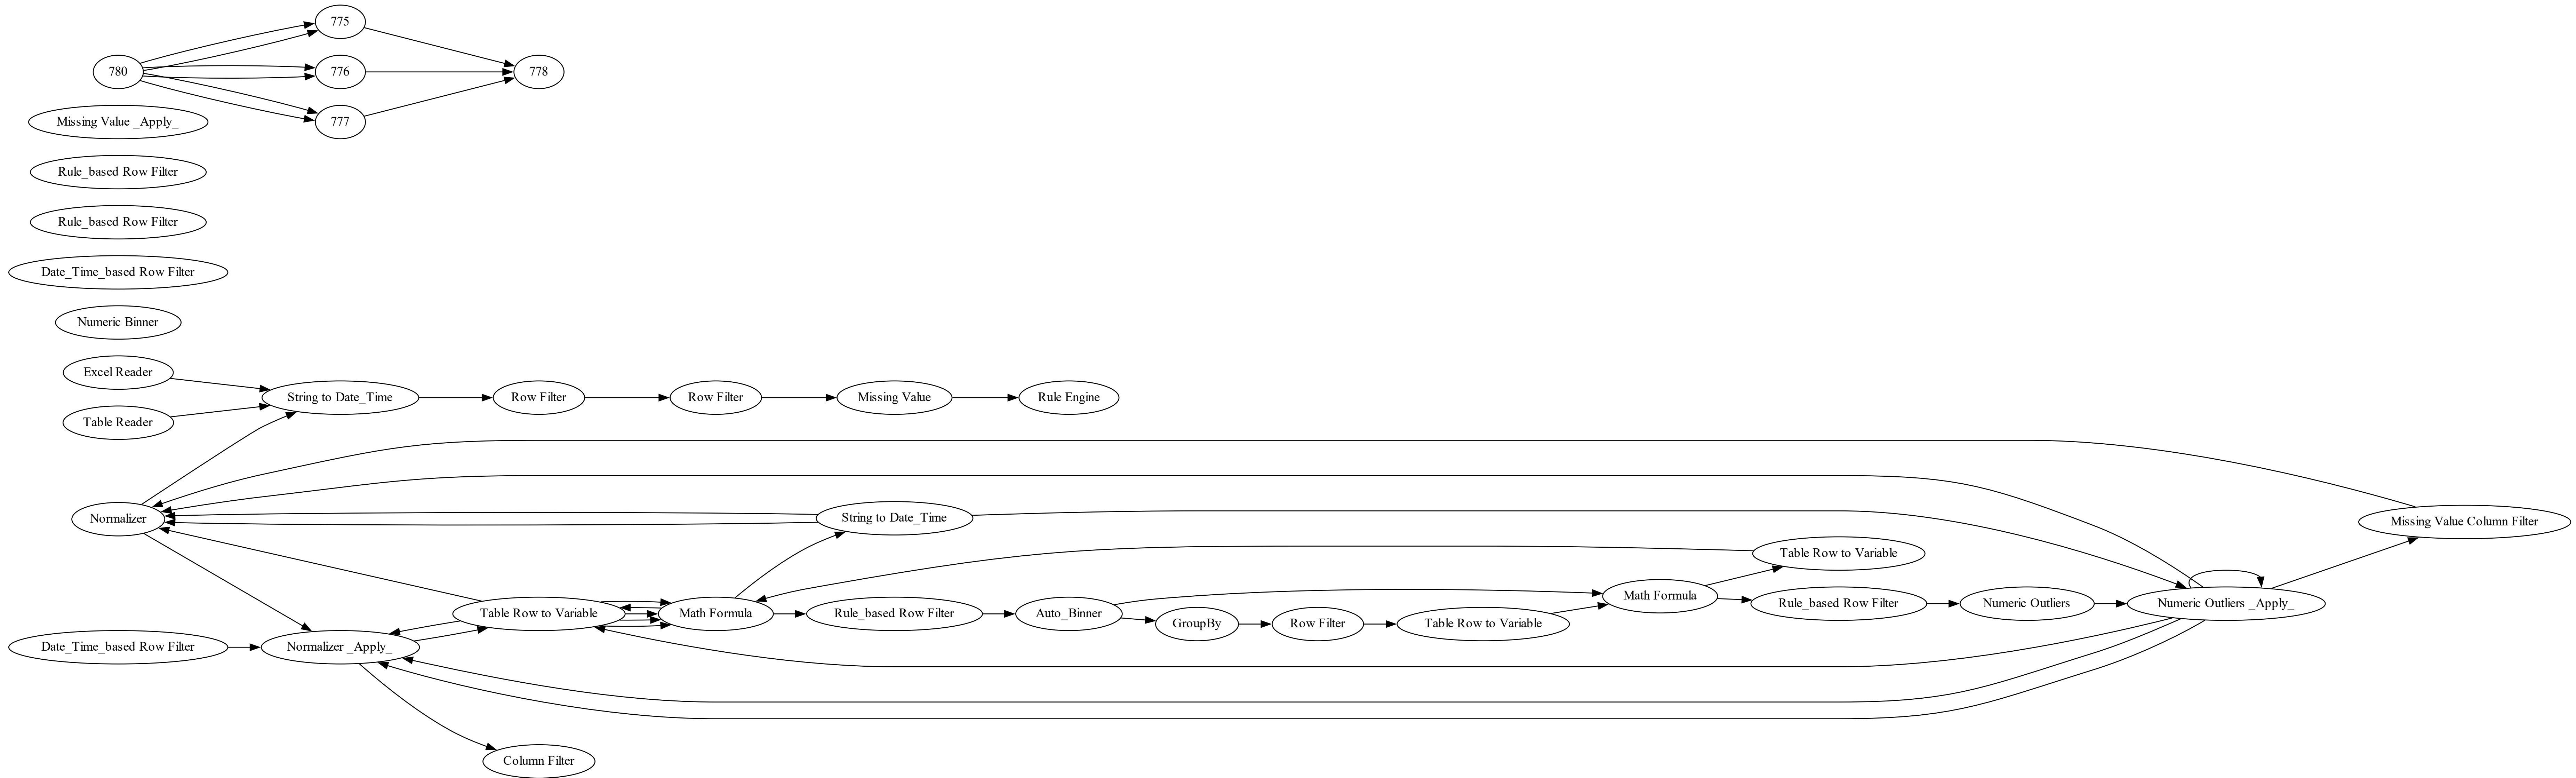 775
780
776
778
777
Missing Value _Apply_
Rule_based Row Filter
Rule_based Row Filter
Date_Time_based Row Filter
Numeric Binner
Excel Reader
Table Reader
String to Date_Time
Row Filter
Row Filter
Missing Value
Rule Engine
Normalizer
String to Date_Time
Missing Value Column Filter
Table Row to Variable
Table Row to Variable
Math Formula
Rule_based Row Filter
Auto_Binner
GroupBy
Row Filter
Table Row to Variable
Math Formula
Rule_based Row Filter
Numeric Outliers
Numeric Outliers _Apply_
Date_Time_based Row Filter
Normalizer _Apply_
Column Filter